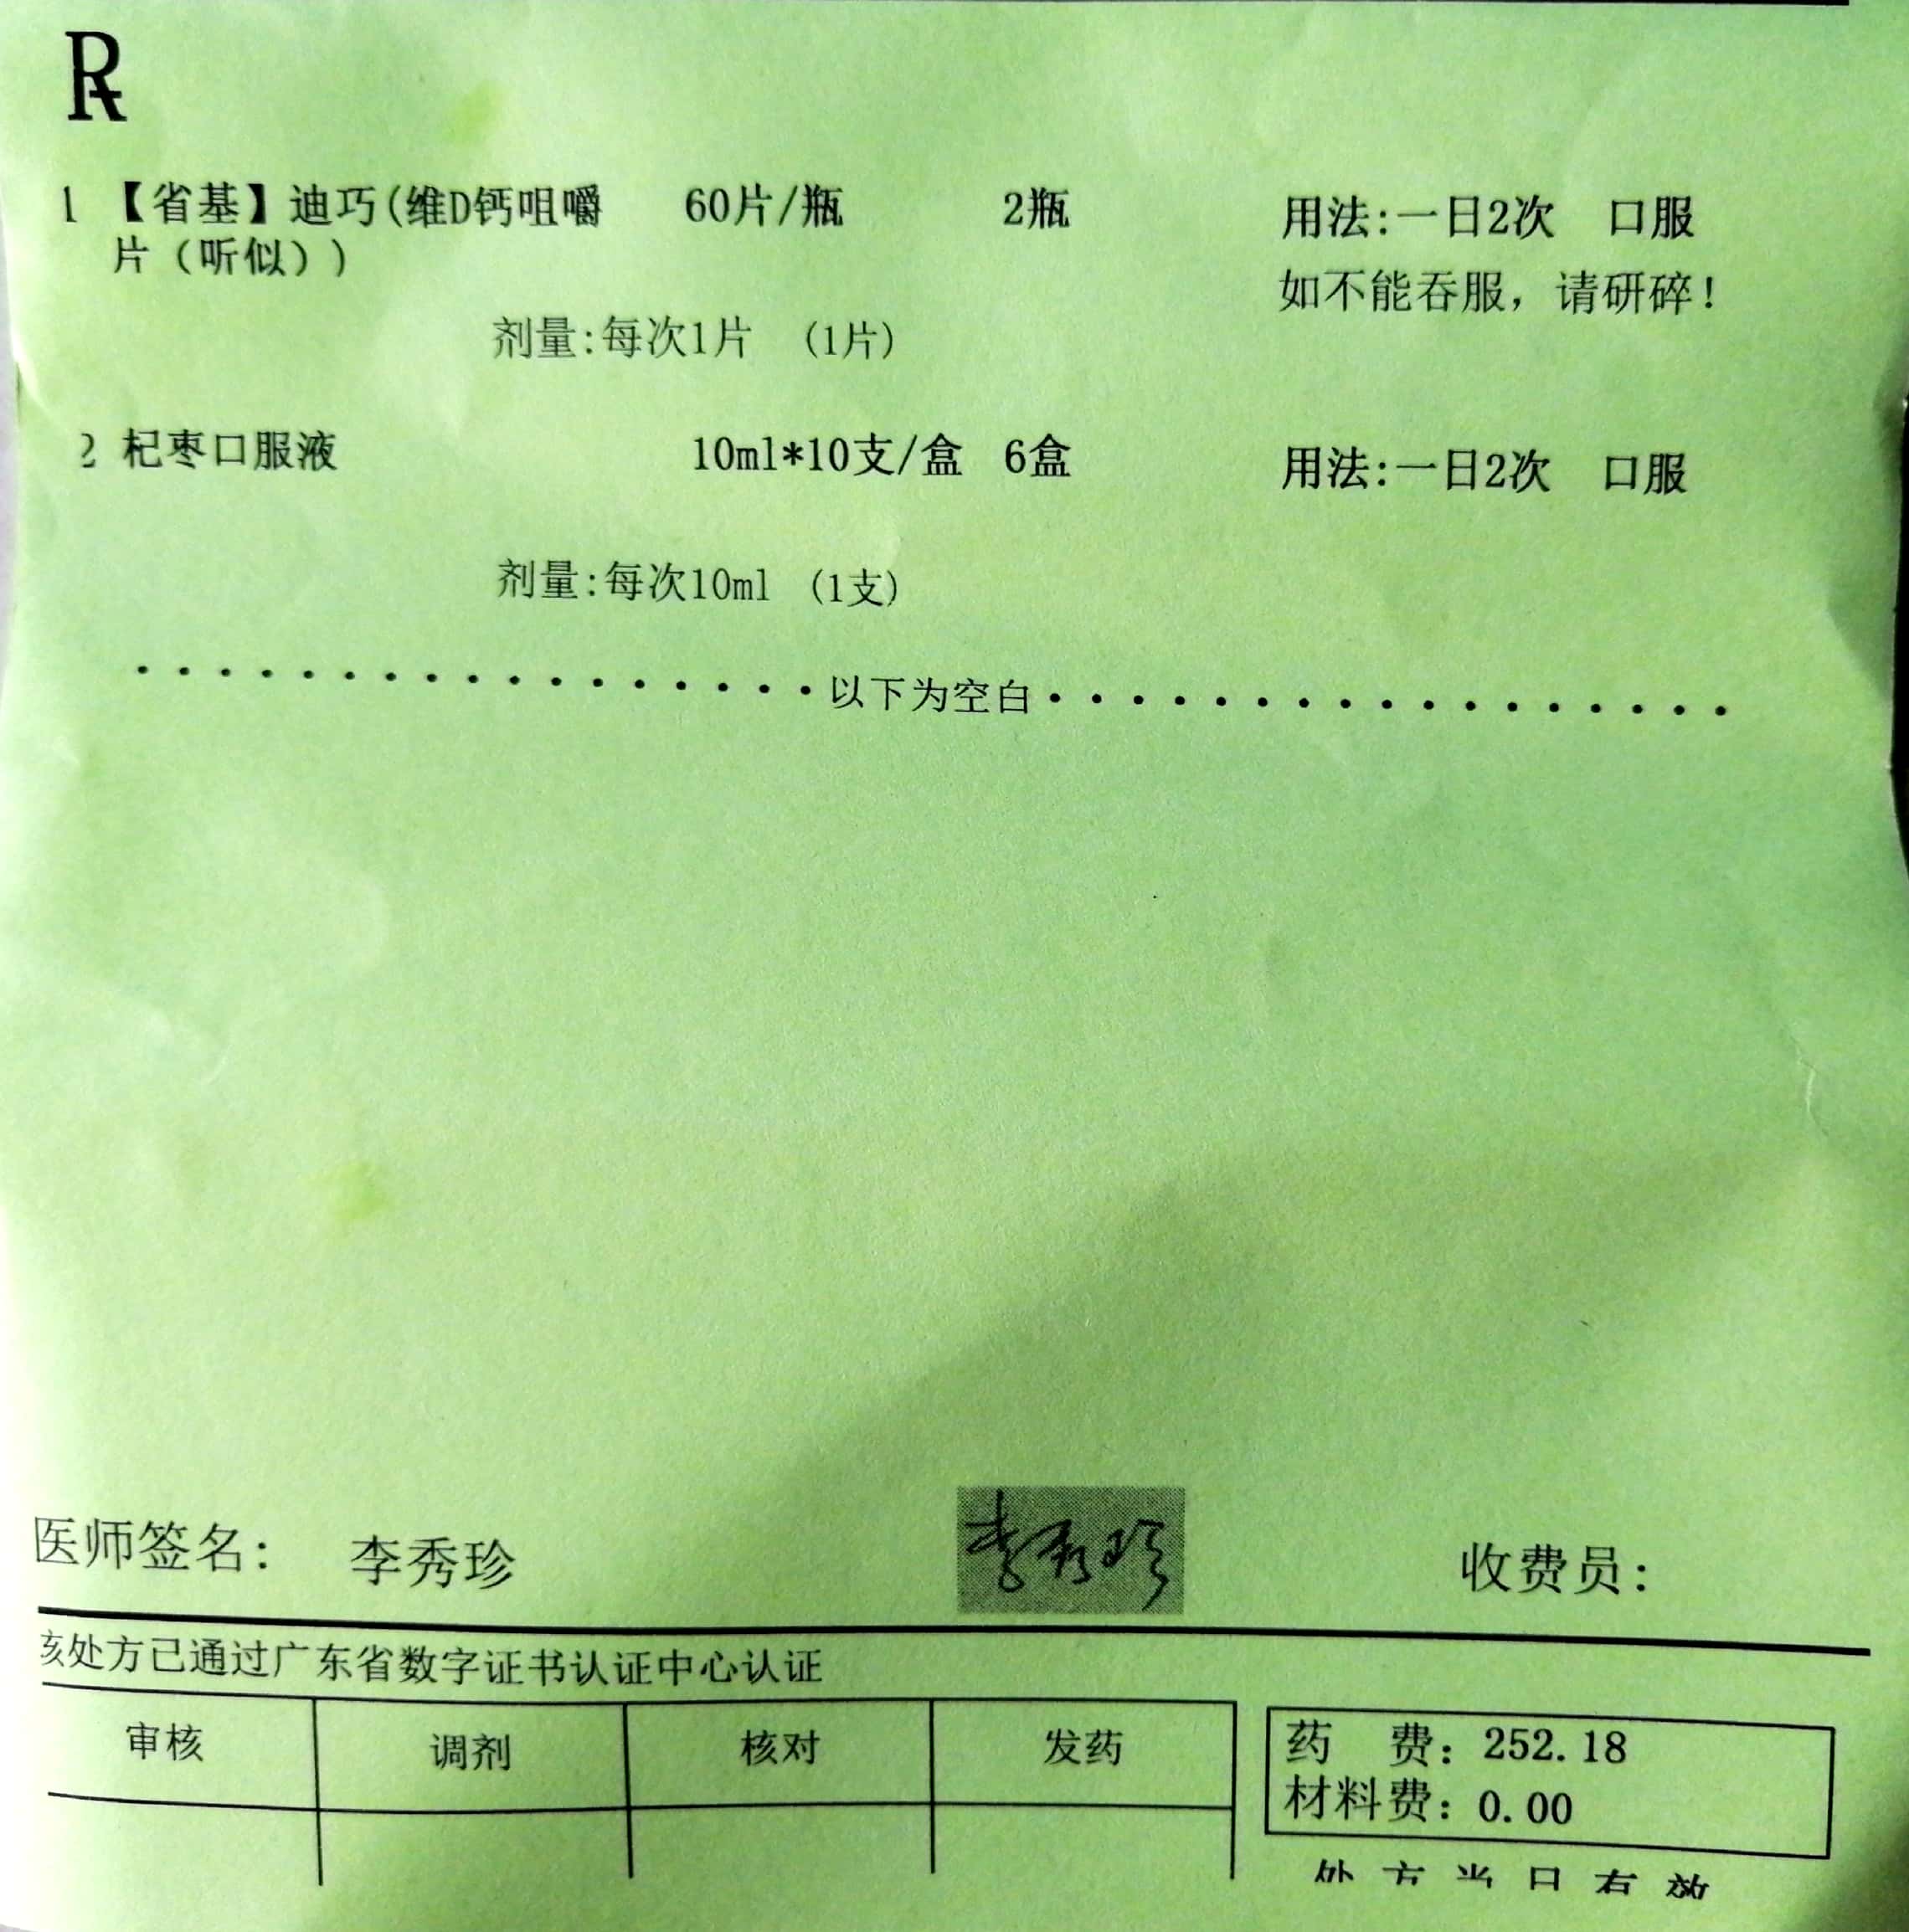 R
1 【省基】迪巧(维D钙咀嚼 60片/瓶 2瓶 用法:一日2次 口服
片（听似）) 如不能吞服，请研碎!
剂量:每次1片 (1片)
2 杞枣口服液 10ml*10支/盒 6盒 用法:一日2次 口服
剂量:每次10ml (1支)
················以下为空白·················
医师签名: 李秀珍 李秀珍 收费员:
该处方已通过广东省数字证书认证中心认证
审核 调剂 核对 发药 药 费: 252.18
材料费: 0.00
处方当日有效